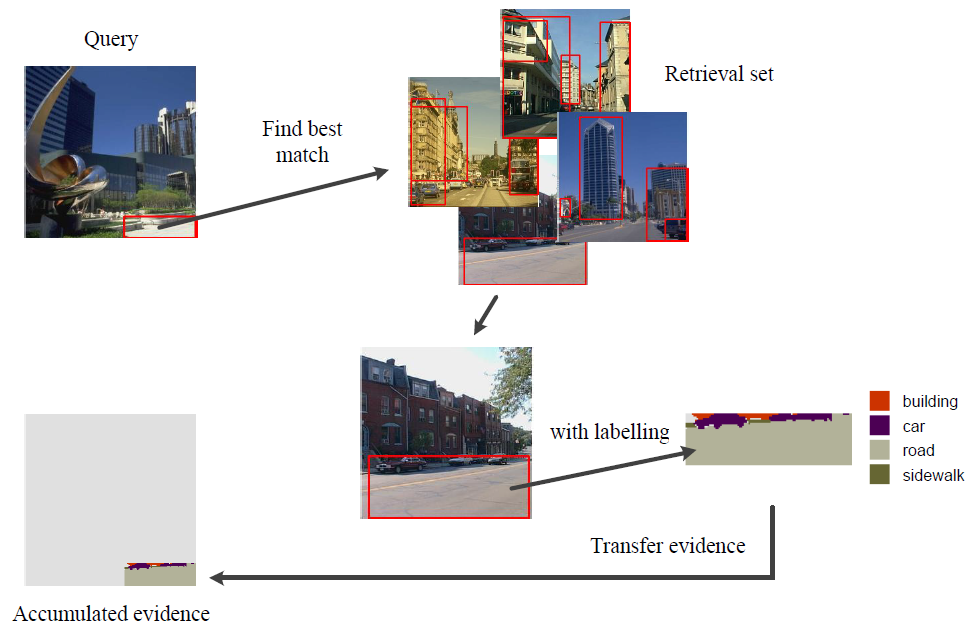 Query
Retrieval set
Find best
match
with labelling
building
car
road
sidewalk
Transfer evidence
Accumulated evidence